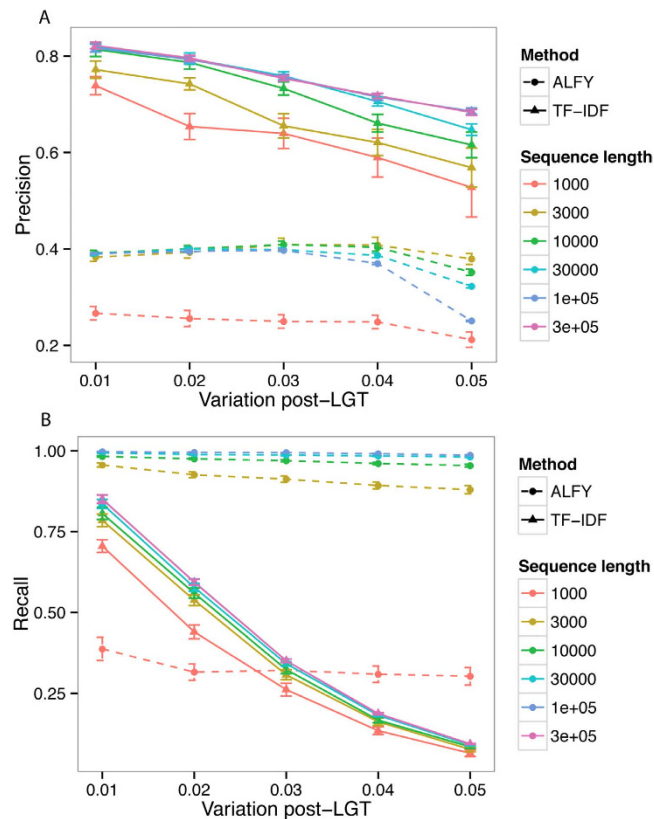 A
0.8
0.6
0.4
0.2
Precision
0.01 0.02 0.03 0.04 0.05
Variation post−LGT
Method
ALFY
TF−IDF
Sequence length
1000
3000
10000
30000
1e+05
3e+05
B
1.00
0.75
0.50
0.25
Recall
0.01 0.02 0.03 0.04 0.05
Variation post−LGT
Method
ALFY
TF−IDF
Sequence length
1000
3000
10000
30000
1e+05
3e+05